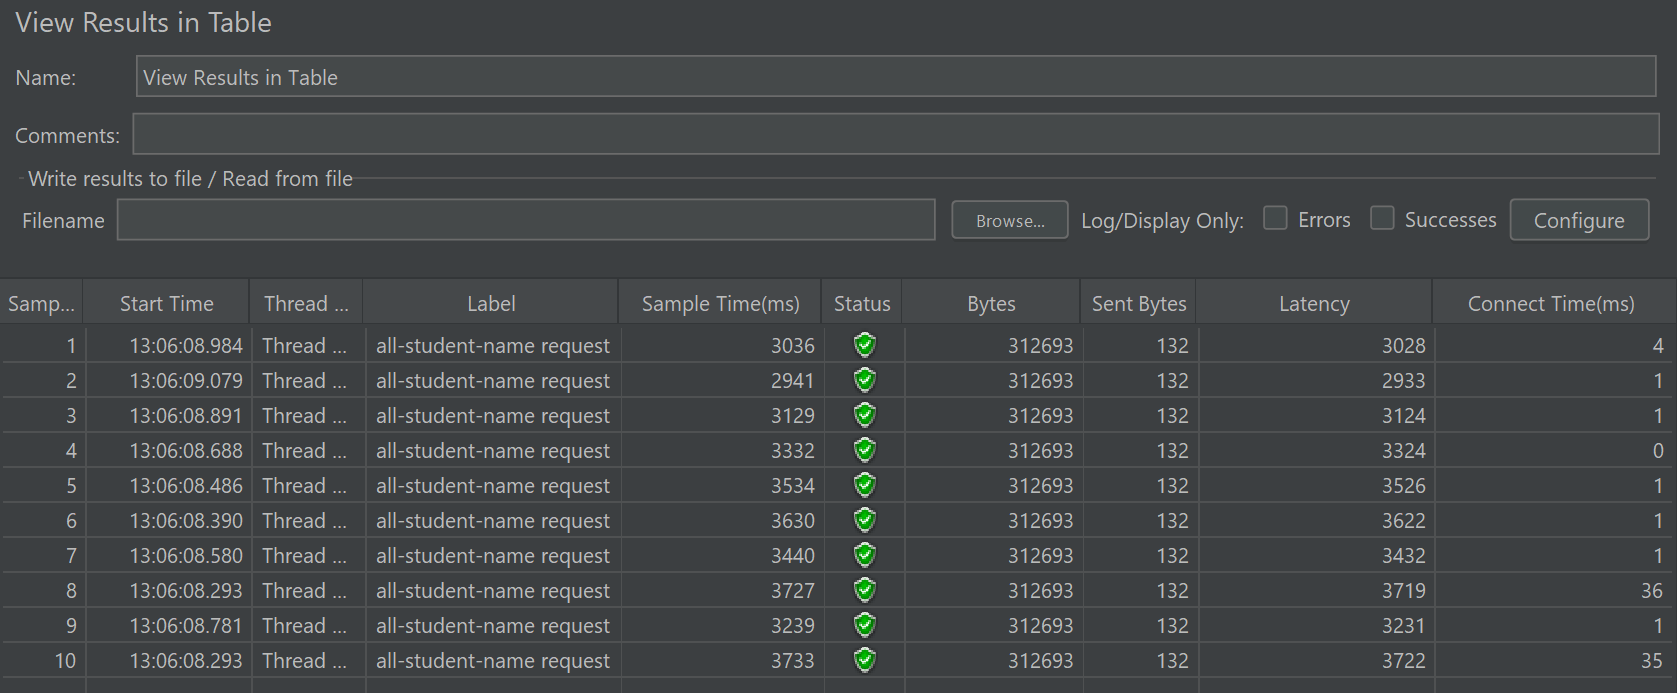 View Results in Table
Name: View Results in Table
Comments:
Write results to file / Read from file
Filename Browse... Log/Display Only: Errors Successes Configure
Samp... Start Time Thread ... Label Sample Time(ms) Status Bytes Sent Bytes Latency Connect Time(ms)
1 13:06:08.984 Thread ... all-student-name request 3036 312693 132 3028 4
2 13:06:09.079 Thread ... all-student-name request 2941 312693 132 2933 1
3 13:06:08.891 Thread ... all-student-name request 3129 312693 132 3124 1
4 13:06:08.688 Thread ... all-student-name request 3332 312693 132 3324 0
5 13:06:08.486 Thread ... all-student-name request 3534 312693 132 3526 1
6 13:06:08.390 Thread ... all-student-name request 3630 312693 132 3622 1
7 13:06:08.580 Thread ... all-student-name request 3440 312693 132 3432 1
8 13:06:08.293 Thread ... all-student-name request 3727 312693 132 3719 36
9 13:06:08.781 Thread ... all-student-name request 3239 312693 132 3231 1
10 13:06:08.293 Thread ... all-student-name request 3733 312693 132 3722 35